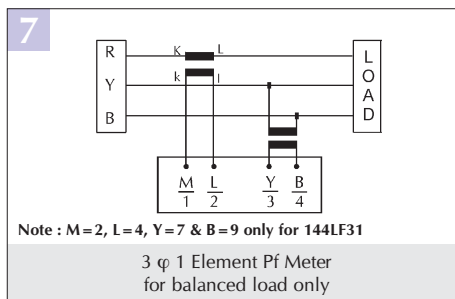 7
R
K
L
L
O
A
D
Y
k
l
B
M
1
L
2
Y
3
B
4
Note : M=2, L=4, Y=7 & B=9 only for 144LF31
3 φ 1 Element Pf Meter
for balanced load only